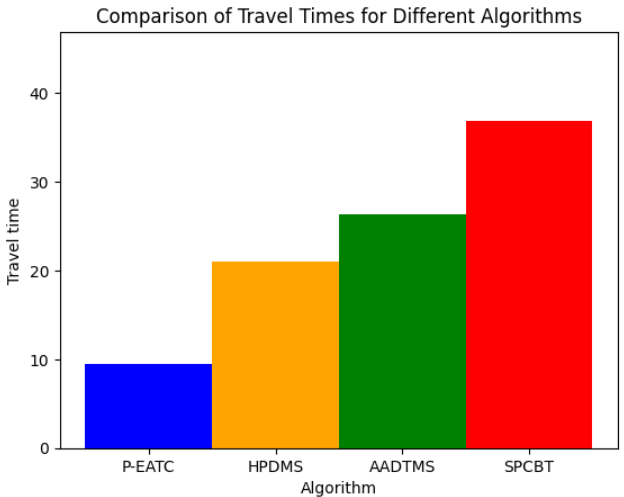 Comparison of Travel Times for Different Algorithms
40
30
20
10
0
Travel time
P-EATC HPDMS AADTMS SPCBT
Algorithm